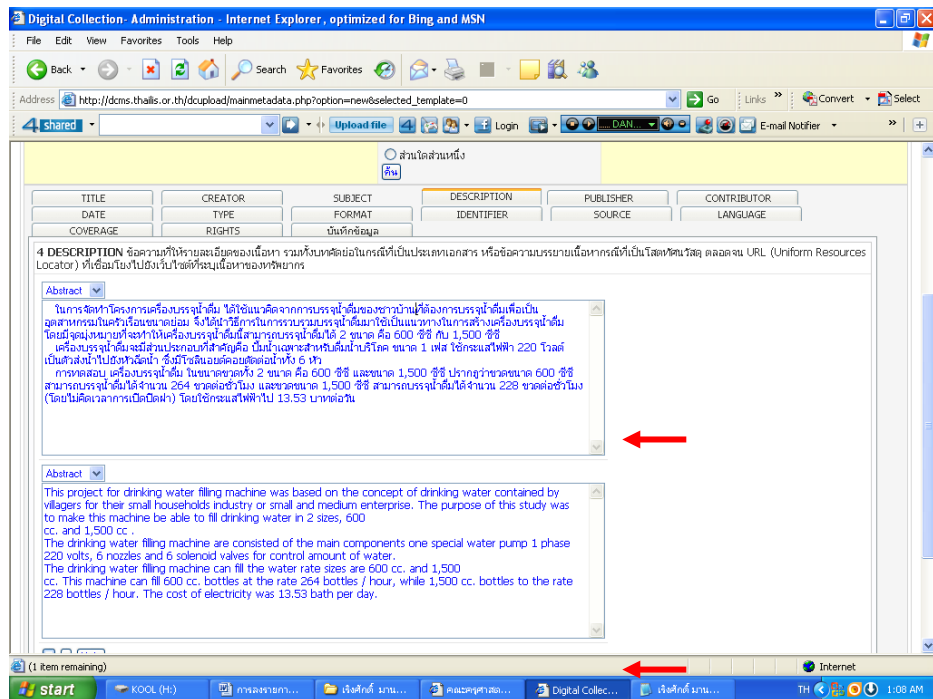 Digital Collection- Administration - Internet Explorer, optimized for Bing and MSN
File Edit View Favorites Tools Help
Back Search Favorites
Address http://dcms.thailis.or.th/dcupload/mainmetadata.php?option=new&selected_template=0 Go Links » Convert Select
4 shared Upload file Login .... DAN... E-mail Notifier »
ส่วนใดส่วนหนึ่ง
ค้น
TITLE CREATOR SUBJECT DESCRIPTION PUBLISHER CONTRIBUTOR
DATE TYPE FORMAT IDENTIFIER SOURCE LANGUAGE
COVERAGE RIGHTS บันทึกข้อมูล
4 DESCRIPTION ข้อความที่ให้รายละเอียดของเนื้อหา รวมทั้งบทคัดย่อในกรณีที่เป็นประเภทเอกสาร หรือข้อความบรรยายเนื้อหากรณีที่เป็นโสตทัศนวัสดุ ตลอดจน URL (Uniform Resources
Locator) ที่เชื่อมโยงไปยังเว็บไซต์ที่ระบุเนื้อหาของทรัพยากร
Abstract
ในการจัดทำโครงการเครื่องบรรจุน้ำดื่ม ได้ใช้แนวคิดจากการบรรจุน้ำดื่มของชาวบ้านที่ต้องการบรรจุน้ำดื่มเพื่อเป็น
อุตสาหกรรมในครัวเรือนขนาดย่อม จึงได้นำวิธีการในการรวบรวมบรรจุน้ำดื่มมาใช้เป็นแนวทางในการสร้างเครื่องบรรจุน้ำดื่ม
โดยมีจุดมุ่งหมายที่จะทำให้เครื่องบรรจุน้ำดื่มนี้สามารถบรรจุน้ำดื่มได้ 2 ขนาด คือ 600 ซีซี กับ 1,500 ซีซี
เครื่องบรรจุน้ำดื่มจะมีส่วนประกอบที่สำคัญคือ ปั้มน้ำเฉพาะสำหรับดื่มน้ำบริโภค ขนาด 1 เฟส ใช้กระแสไฟฟ้า 220 โวลต์
เป็นตัวส่งน้ำไปยังหัวฉีดน้ำ ซึ่งมีโซลินอยด์คอยตัดต่อน้ำทั้ง 6 หัว
การทดสอบ เครื่องบรรจุน้ำดื่ม ในขนาดขวดทั้ง 2 ขนาด คือ 600 ซีซี และขนาด 1,500 ซีซี ปรากฏว่าขวดขนาด 600 ซีซี
สามารถบรรจุน้ำดื่มได้จำนวน 264 ขวดต่อชั่วโมง และขวดขนาด 1,500 ซีซี สามารถบรรจุน้ำดื่มได้จำนวน 228 ขวดต่อชั่วโมง
(โดยไม่คิดเวลาการเปิดปิดฝา) โดยใช้กระแสไฟฟ้าไป 13.53 บาทต่อวัน
Abstract
This project for drinking water filling machine was based on the concept of drinking water contained by
villagers for their small households industry or small and medium enterprise. The purpose of this study was
to make this machine be able to fill drinking water in 2 sizes, 600
cc. and 1,500 cc .
The drinking water filling machine are consisted of the main components one special water pump 1 phase
220 volts, 6 nozzles and 6 solenoid valves for control amount of water.
The drinking water filling machine can fill the water rate sizes are 600 cc. and 1,500
cc. This machine can fill 600 cc. bottles at the rate 264 bottles / hour, while 1,500 cc. bottles to the rate
228 bottles / hour. The cost of electricity was 13.53 bath per day.
(1 item remaining) Internet
start KOOL (H:) การลงรายกา... เริงศักดิ์ มาน... คณะครุศาสต... Digital Collec... เริงศักดิ์ มาน... TH 1:08 AM